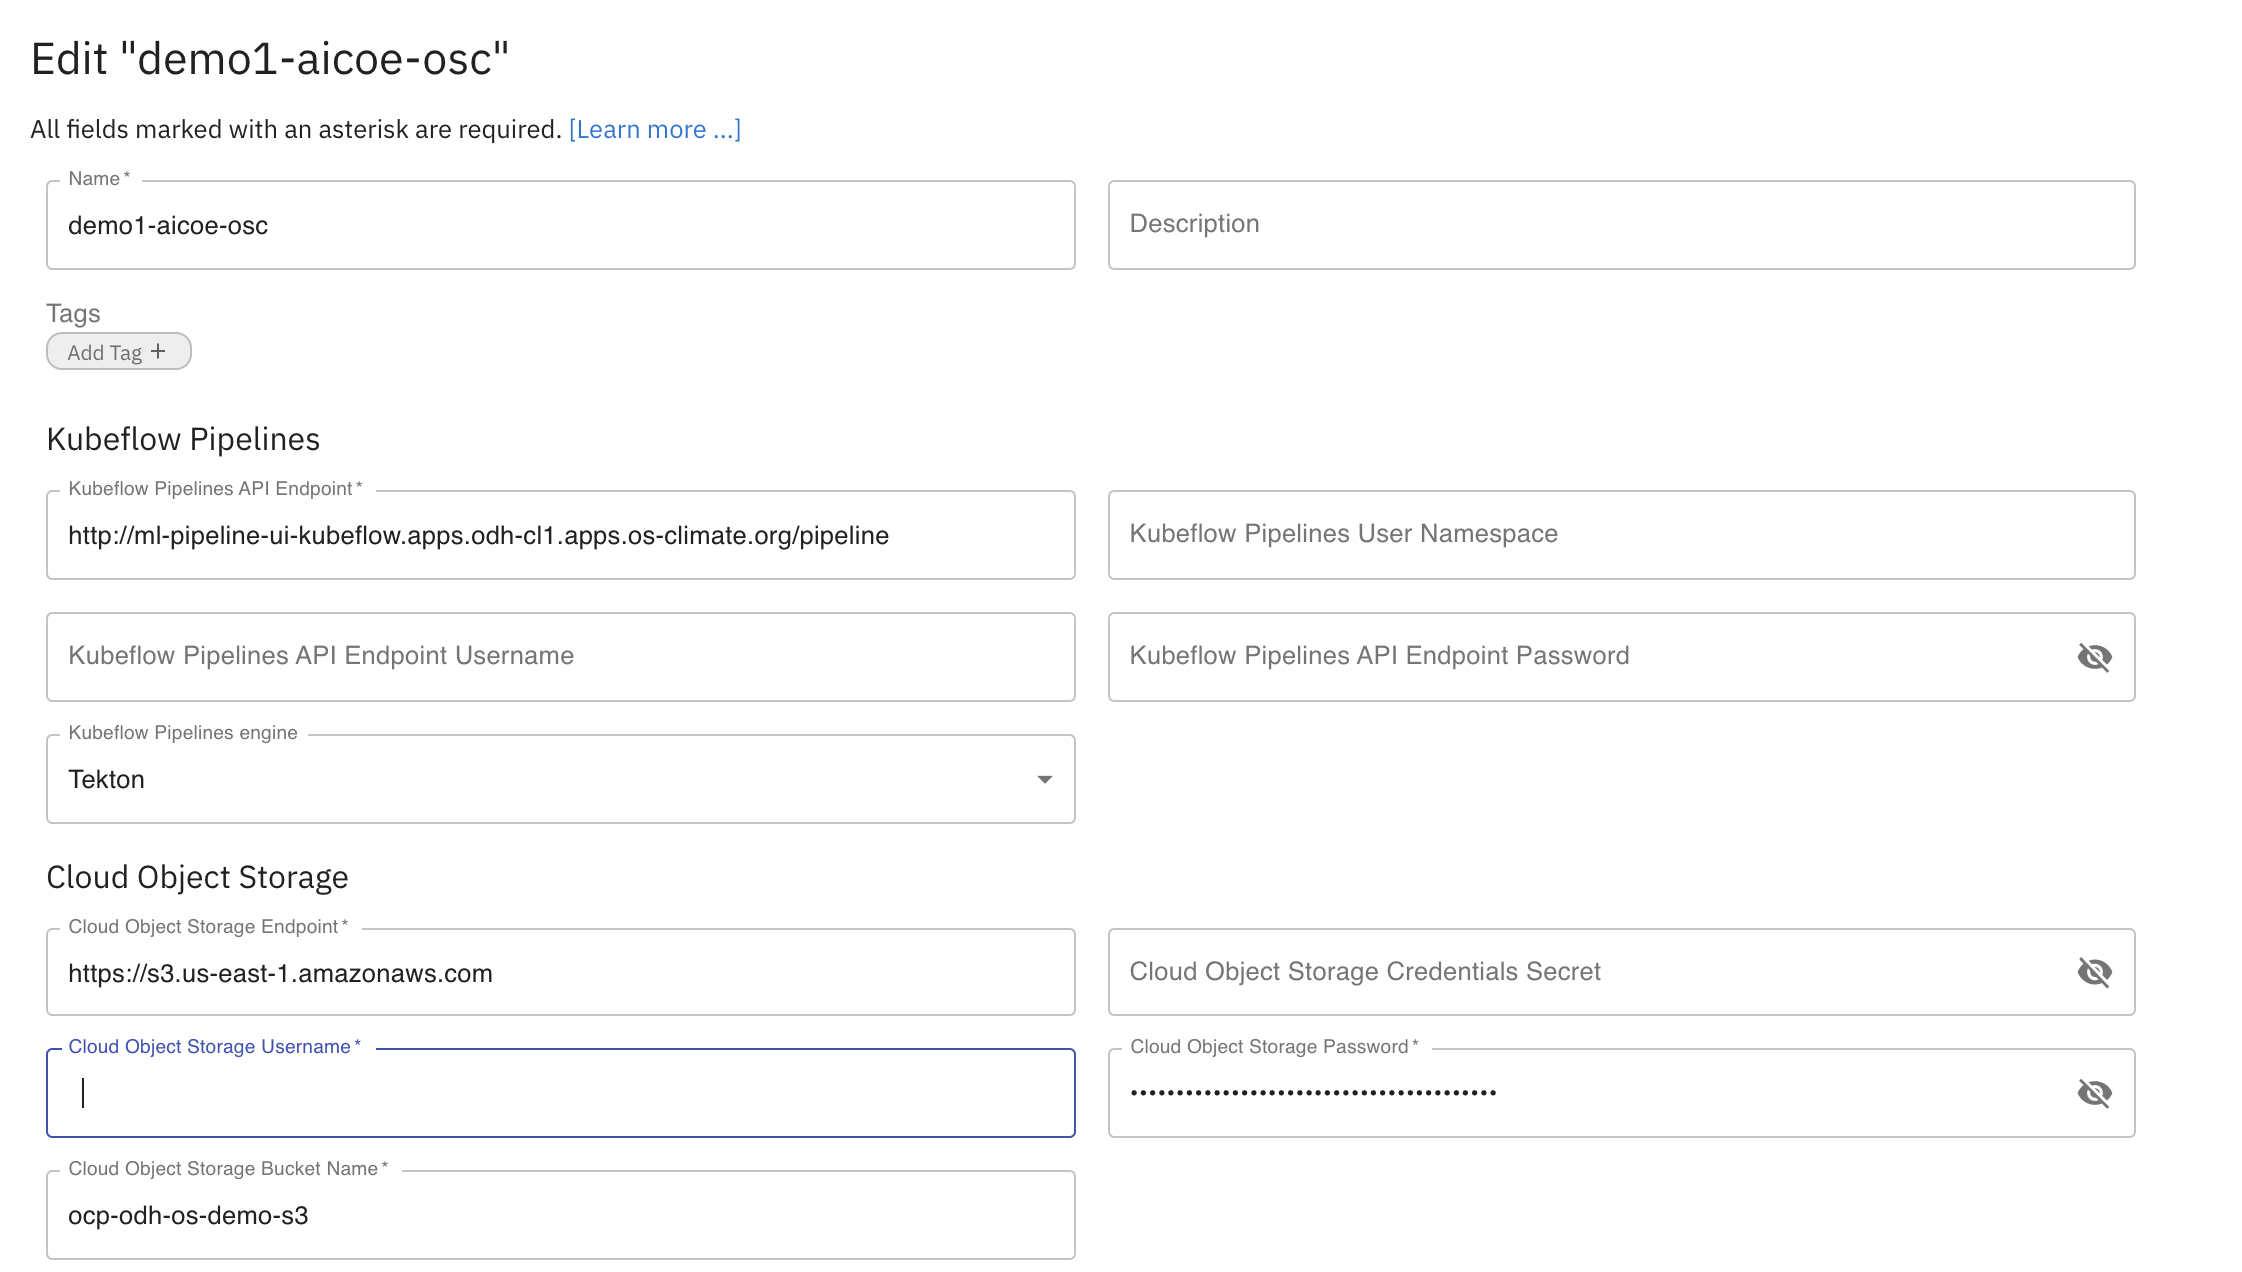 Edit "demo1-aicoe-osc"
All fields marked with an asterisk are required. [Learn more ...]
Name *
demo1-aicoe-osc
Description
Tags
Add Tag +
Kubeflow Pipelines
Kubeflow Pipelines API Endpoint *
http://ml-pipeline-ui-kubeflow.apps.odh-cl1.apps.os-climate.org/pipeline
Kubeflow Pipelines User Namespace
Kubeflow Pipelines API Endpoint Username
Kubeflow Pipelines API Endpoint Password
Kubeflow Pipelines engine
Tekton
Cloud Object Storage
Cloud Object Storage Endpoint *
https://s3.us-east-1.amazonaws.com
Cloud Object Storage Credentials Secret
Cloud Object Storage Username *
Cloud Object Storage Password *
••••••••••••••••••••••••••••••••••••••••
Cloud Object Storage Bucket Name *
ocp-odh-os-demo-s3